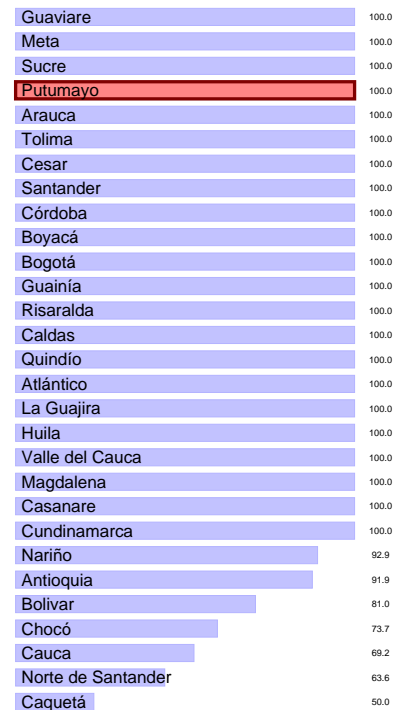 Guaviare 100.0
Meta 100.0
Sucre 100.0
Putumayo 100.0
Arauca 100.0
Tolima 100.0
Cesar 100.0
Santander 100.0
Córdoba 100.0
Boyacá 100.0
Bogotá 100.0
Guainía 100.0
Risaralda 100.0
Caldas 100.0
Quindío 100.0
Atlántico 100.0
La Guajira 100.0
Huila 100.0
Valle del Cauca 100.0
Magdalena 100.0
Casanare 100.0
Cundinamarca 100.0
Nariño 92.9
Antioquia 91.9
Bolivar 81.0
Chocó 73.7
Cauca 69.2
Norte de Santander 63.6
Caquetá 50.0